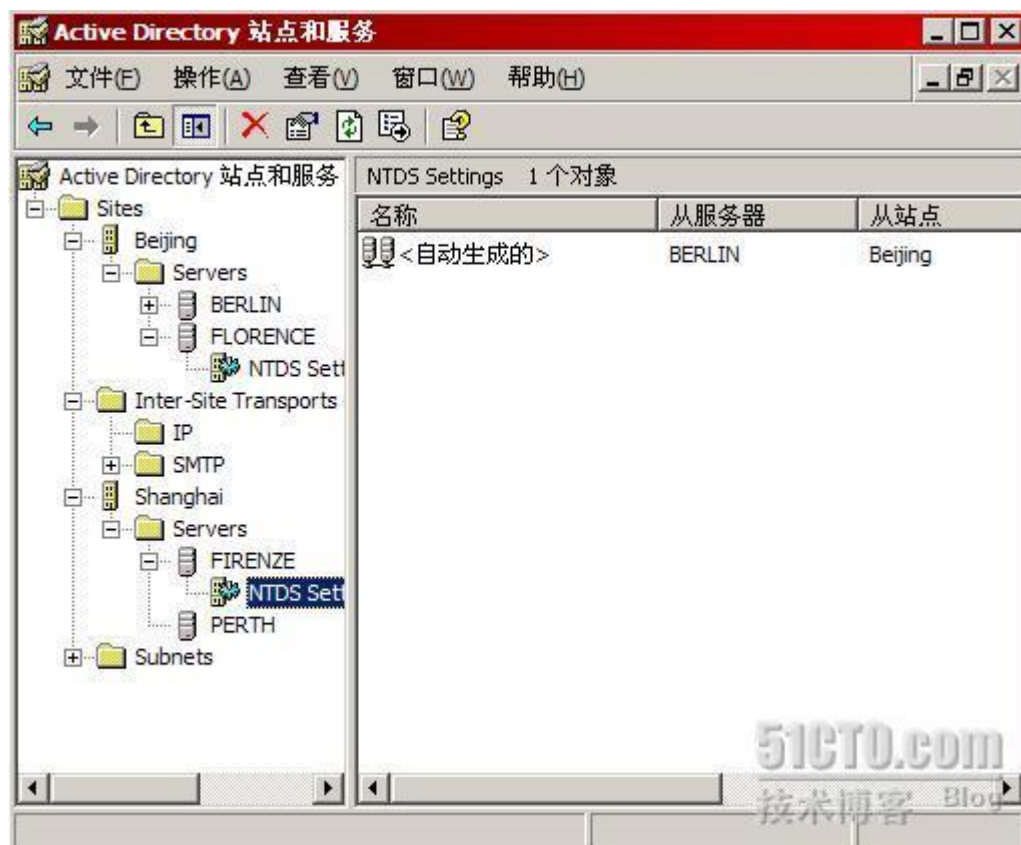 Active Directory 站点和服务
文件(F) 操作(A) 查看(V) 窗口(W) 帮助(H)
Active Directory 站点和服务
Sites
Beijing
Servers
BERLIN
FLORENCE
NTDS Sett
Inter-Site Transports
IP
SMTP
Shanghai
Servers
FIRENZE
NTDS Sett
PERTH
Subnets
NTDS Settings 1 个对象
名称 从服务器 从站点
<自动生成的> BERLIN Beijing
51CTO.com
技术博客 Blog